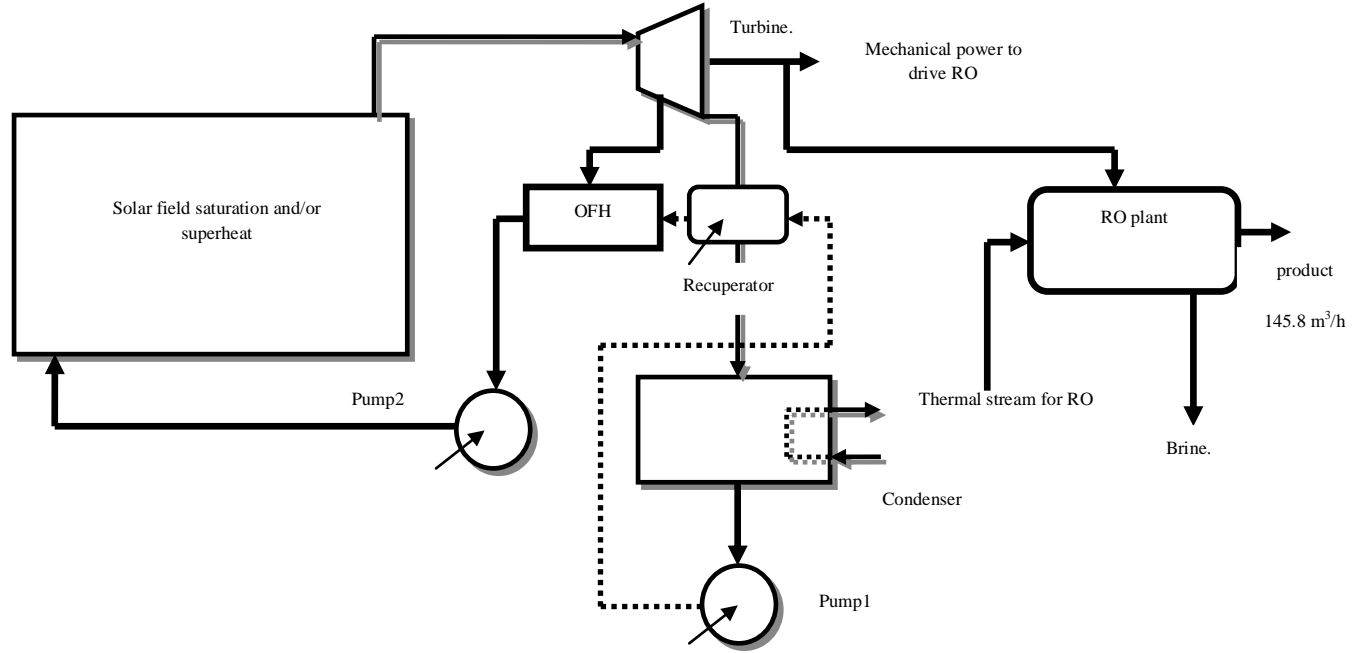 Turbine.
Mechanical power to
drive RO
Solar field saturation and/or
superheat
OFH
RO plant
Recuperator
product
145.8 m³/h
Pump2
Thermal stream for RO
Brine.
Condenser
Pump1